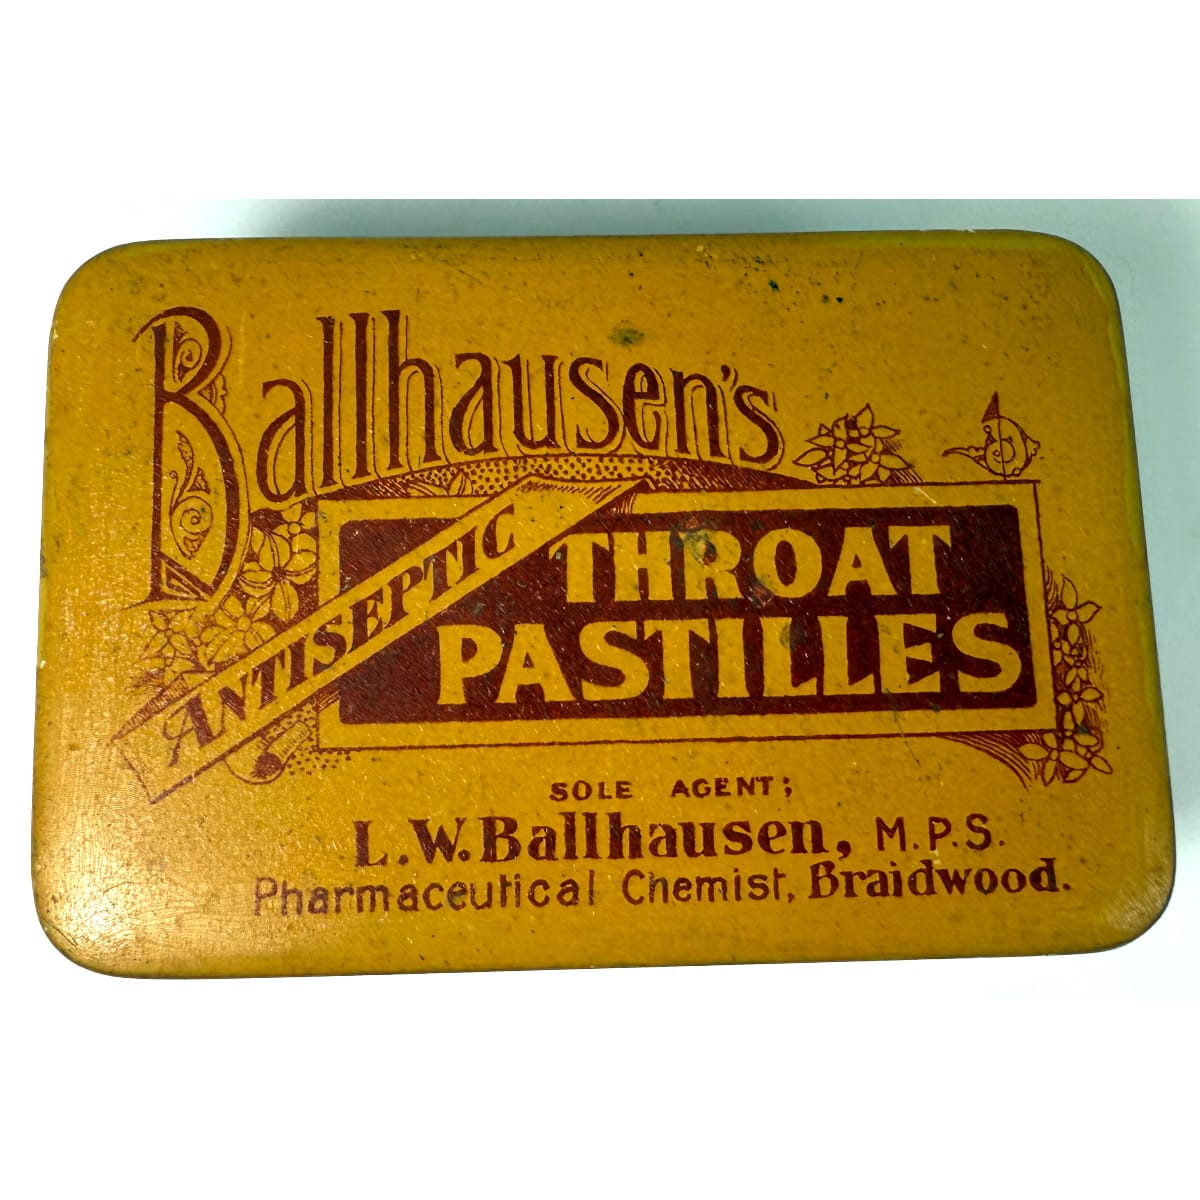 Ballhausen's
ANTISEPTIC
THROAT
PASTILLES
SOLE AGENT;
L.W. Ballhausen, M.P.S.
Pharmaceutical Chemist, Braidwood.